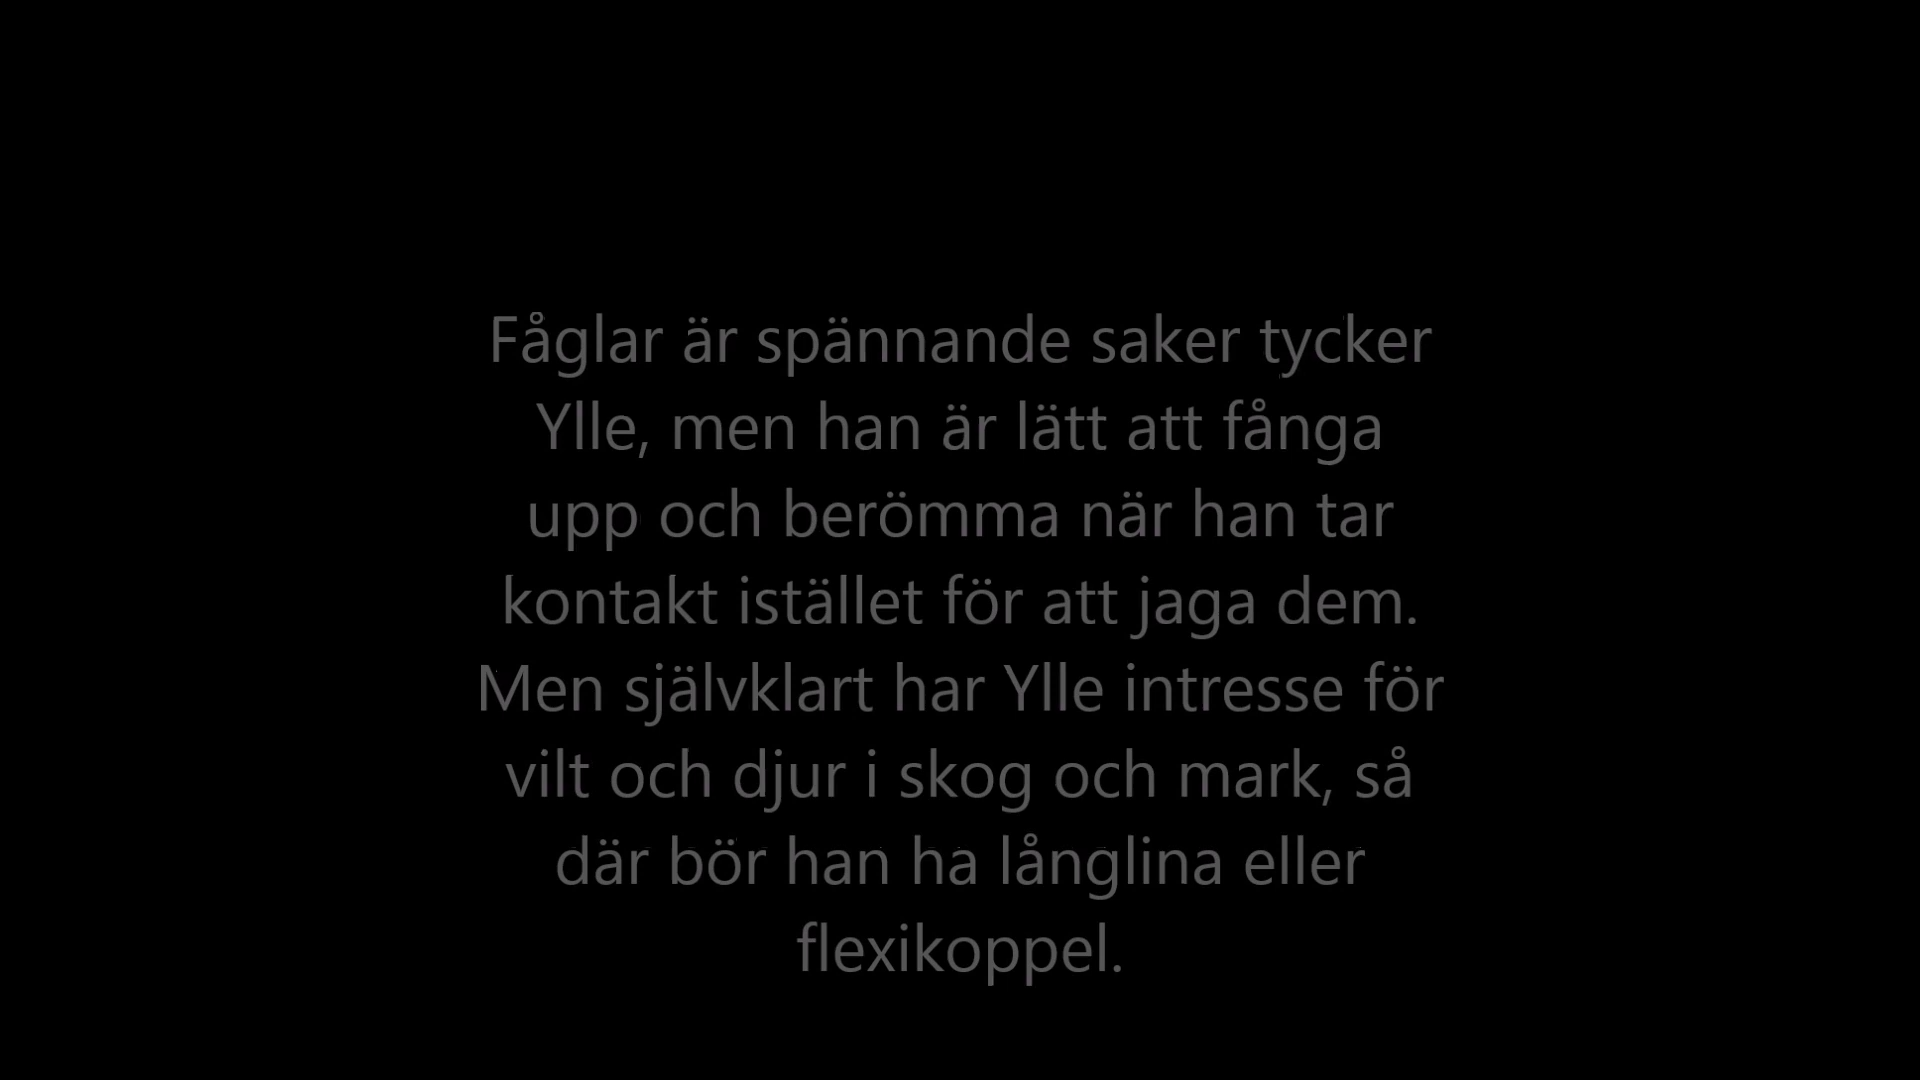 Fåglar är spännande saker tycker
Ylle, men han är lätt att fånga
upp och berömma när han tar
kontakt istället för att jaga dem.
Men självklart har Ylle intresse för
vilt och djur i skog och mark, så
där bör han ha långlina eller
flexikoppel.